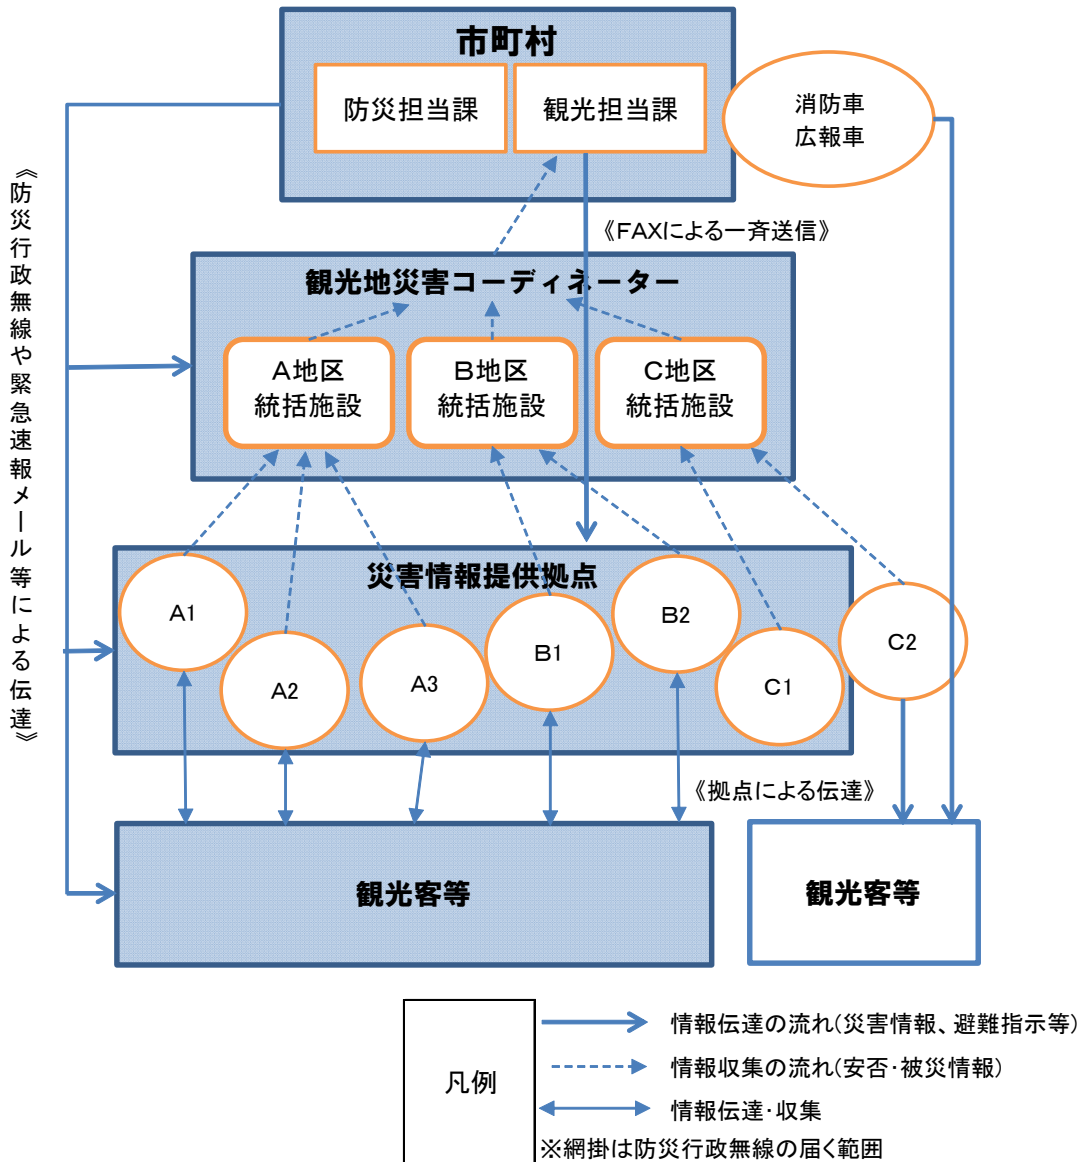 市町村
防災担当課
観光担当課
消防車
広報車
《防災行政無線や緊急速報メール等による伝達》
《FAXによる一斉送信》
観光地災害コーディネーター
A地区
統括施設
B地区
統括施設
C地区
統括施設
災害情報提供拠点
A1
A2
A3
B1
B2
C1
C2
《拠点による伝達》
観光客等
観光客等
凡例
情報伝達の流れ(災害情報、避難指示等)
情報収集の流れ(安否・被災情報)
情報伝達・収集
※網掛は防災行政無線の届く範囲